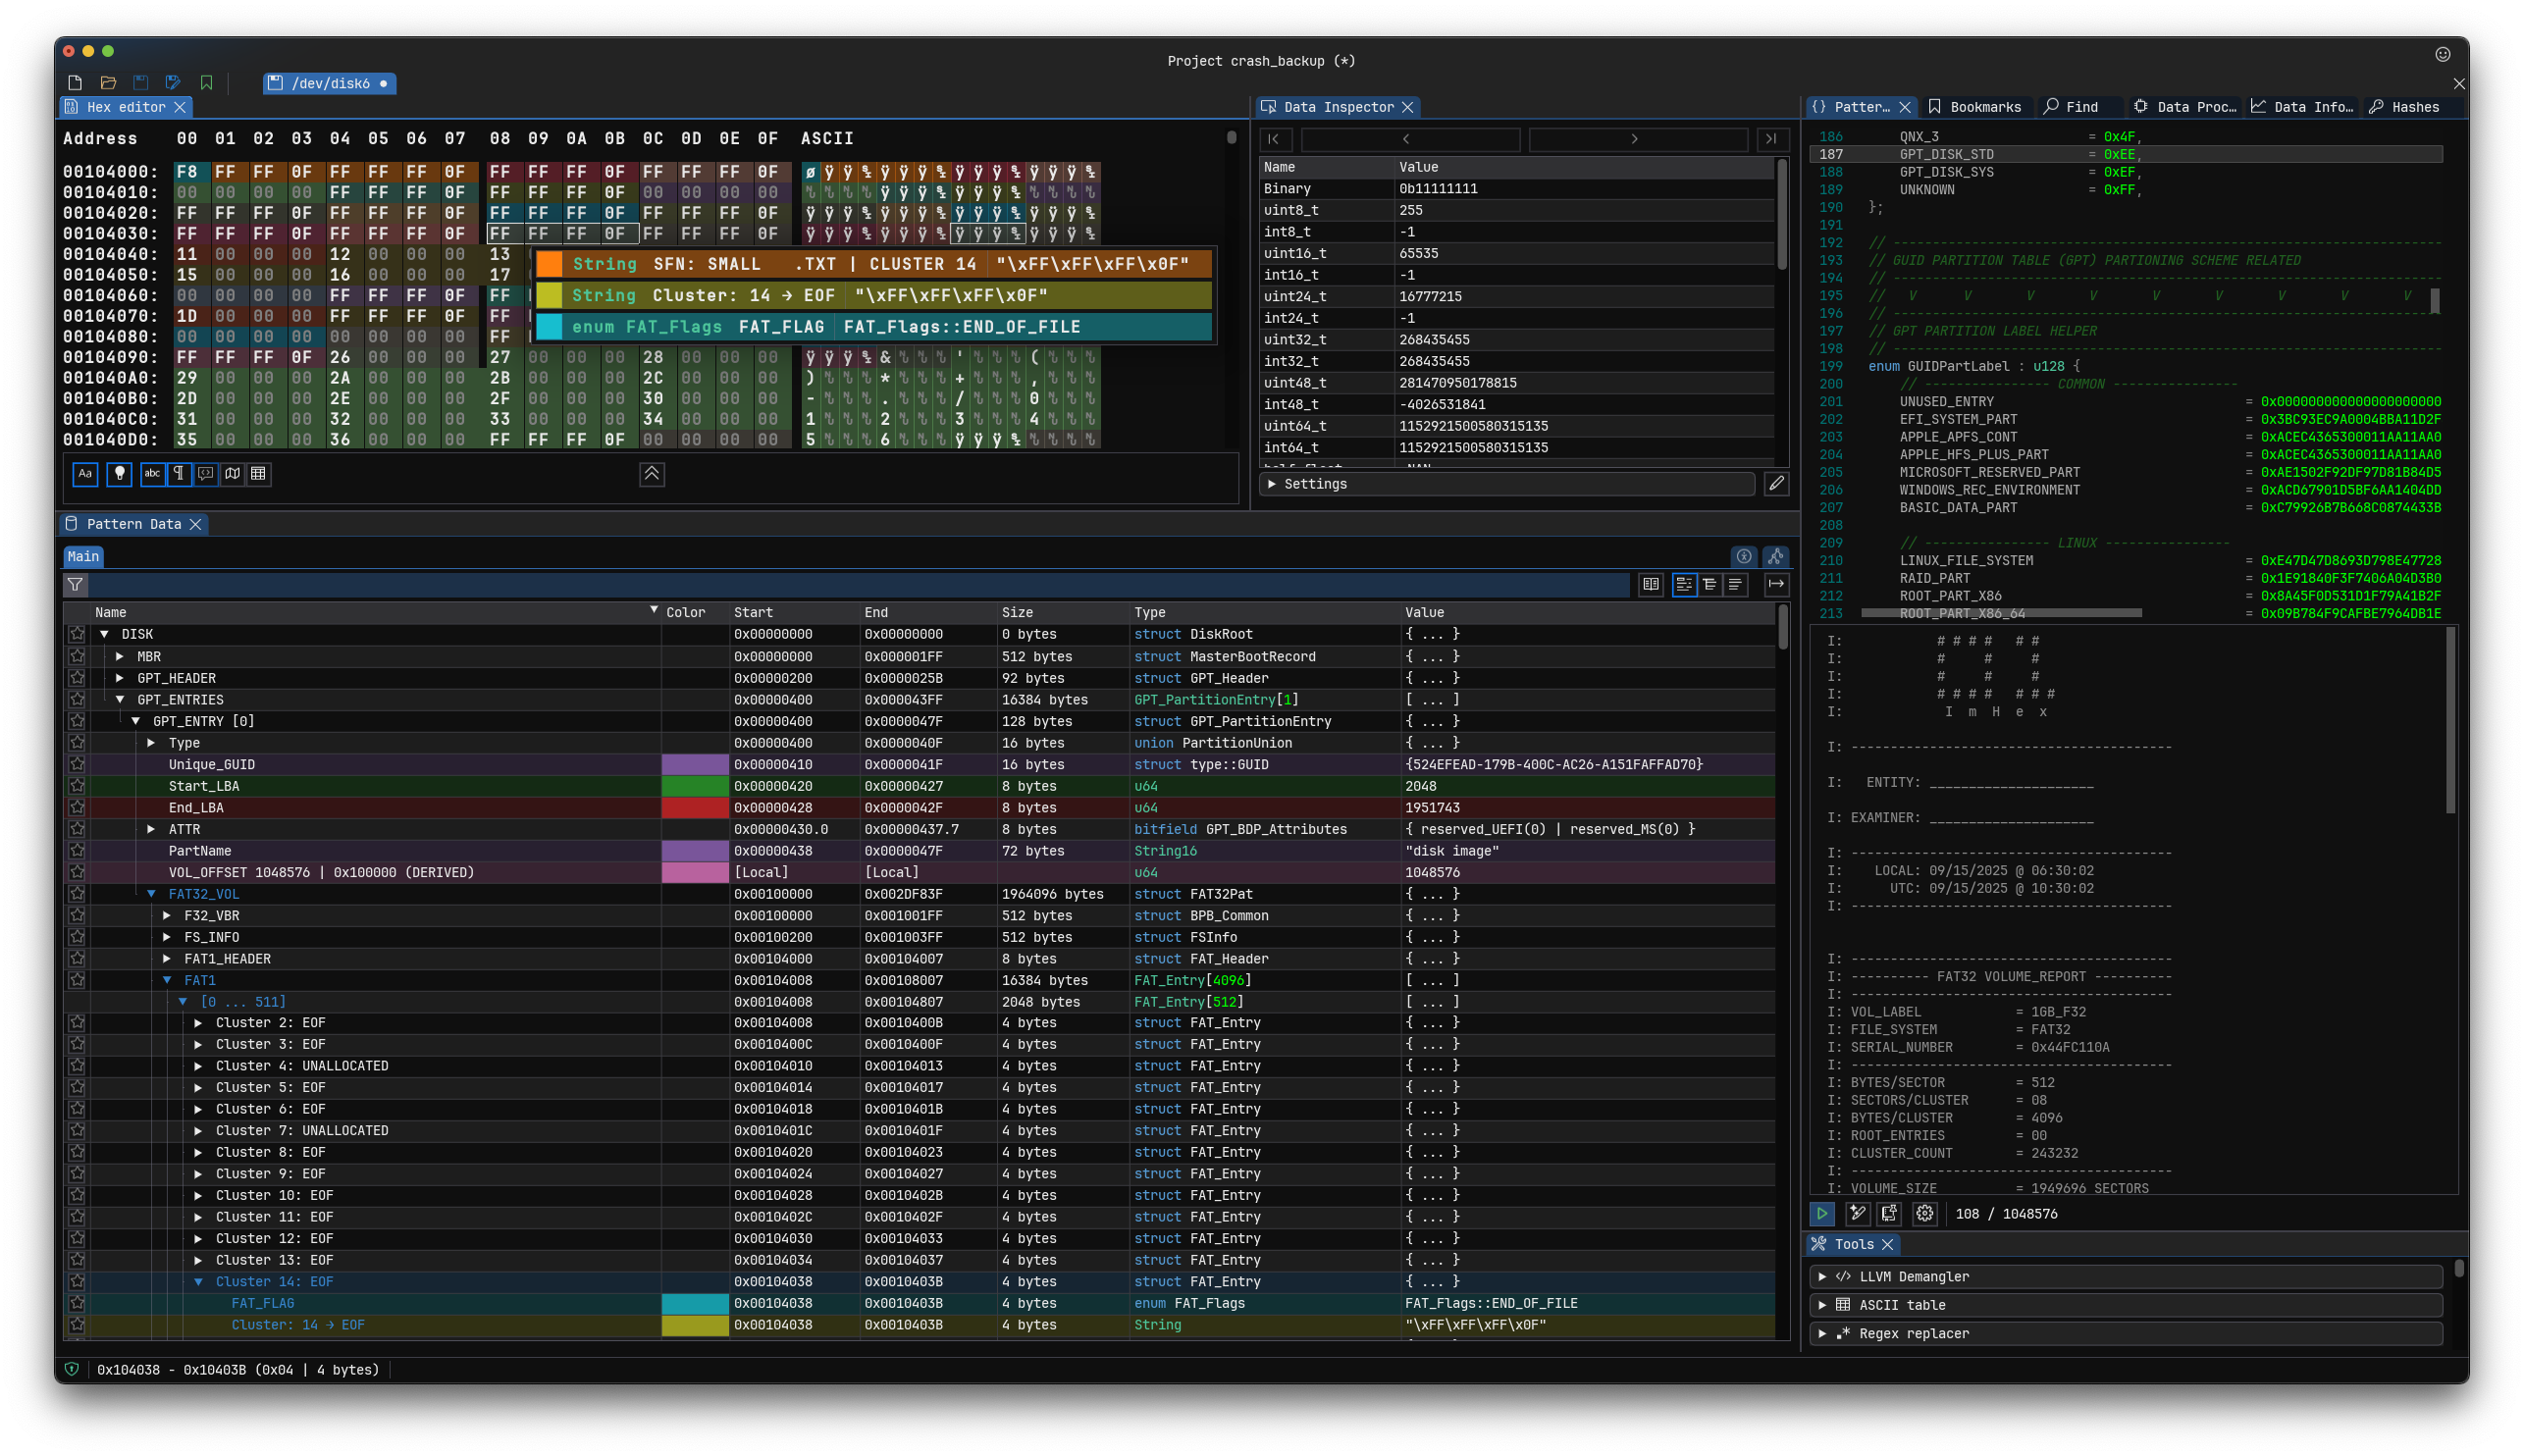 Project crash_backup (*)
/dev/disk6
Hex editor
Address 00 01 02 03 04 05 06 07 08 09 0A 0B 0C 0D 0E 0F ASCII
00104000: F8 FF FF 0F FF FF FF 0F FF FF FF 0F FF FF FF 0F
00104010: 00 00 00 00 FF FF FF 0F FF FF FF 0F 00 00 00 00
00104020: FF FF FF 0F FF FF FF 0F FF FF FF 0F FF FF FF 0F
00104030: FF FF FF 0F FF FF FF 0F FF FF FF 0F FF FF FF 0F
00104040: 11 00 00 00 12 00 00 00 13
00104050: 15 00 00 00 16 00 00 00 17
00104060: 00 00 00 00 FF FF FF 0F FF
00104070: 1D 00 00 00 FF FF FF 0F FF
00104080: 00 00 00 00 00 00 00 00 FF
00104090: FF FF FF 0F 26 00 00 00 27 00 00 00 28 00 00 00
001040A0: 29 00 00 00 2A 00 00 00 2B 00 00 00 2C 00 00 00
001040B0: 2D 00 00 00 2E 00 00 00 2F 00 00 00 30 00 00 00
001040C0: 31 00 00 00 32 00 00 00 33 00 00 00 34 00 00 00
001040D0: 35 00 00 00 36 00 00 00 FF FF FF 0F 00 00 00 00
String SFN: SMALL .TXT | CLUSTER 14 "\xFF\xFF\xFF\x0F"
String Cluster: 14 → EOF "\xFF\xFF\xFF\x0F"
enum FAT_Flags FAT_FLAG FAT_Flags::END_OF_FILE
Aa abc
Data Inspector
Name Value
Binary 0b11111111
uint8_t 255
int8_t -1
uint16_t 65535
int16_t -1
uint24_t 16777215
int24_t -1
uint32_t 268435455
int32_t 268435455
uint48_t 281470950178815
int48_t -4026531841
uint64_t 1152921500580315135
int64_t 1152921500580315135
Settings
Patter… Bookmarks Find Data Proc… Data Info… Hashes
186 QNX_3 = 0x4F,
187 GPT_DISK_STD = 0xEE,
188 GPT_DISK_SYS = 0xEF,
189 UNKNOWN = 0xFF,
190 };
191
192 // ----------------------------------------------------------------------
193 // GUID PARTITION TABLE (GPT) PARTIONING SCHEME RELATED
194 // ----------------------------------------------------------------------
195 // V V V V V V V V V
196 // ----------------------------------------------------------------------
197 // GPT PARTITION LABEL HELPER
198 // ----------------------------------------------------------------------
199 enum GUIDPartLabel : u128 {
200 // ---------------- COMMON ----------------
201 UNUSED_ENTRY = 0x00000000000000000000
202 EFI_SYSTEM_PART = 0x3BC93EC9A0004BBA11D2F
203 APPLE_APFS_CONT = 0xACEC4365300011AA11AA0
204 APPLE_HFS_PLUS_PART = 0xACEC4365300011AA11AA0
205 MICROSOFT_RESERVED_PART = 0xAE1502F92DF97D81B84D5
206 WINDOWS_REC_ENVIRONMENT = 0xACD67901D5BF6AA1404DD
207 BASIC_DATA_PART = 0xC79926B7B668C0874433B
208
209 // ---------------- LINUX ----------------
210 LINUX_FILE_SYSTEM = 0xE47D47D8693D798E47728
211 RAID_PART = 0x1E91840F3F7406A04D3B0
212 ROOT_PART_X86 = 0x8A45F0D531D1F79A41B2F
213 ROOT_PART_X86_64 = 0x09B784F9CAFBE7964DB1E
I: # # # # # #
I: # # #
I: # # #
I: # # # # # # #
I: I m H e x
I: -----------------------------------------
I: ENTITY: _____________________
I: EXAMINER: _____________________
I: -----------------------------------------
I: LOCAL: 09/15/2025 @ 06:30:02
I: UTC: 09/15/2025 @ 10:30:02
I: -----------------------------------------
I: -----------------------------------------
I: ---------- FAT32 VOLUME_REPORT ----------
I: -----------------------------------------
I: VOL_LABEL = 1GB_F32
I: FILE_SYSTEM = FAT32
I: SERIAL_NUMBER = 0x44FC110A
I: -----------------------------------------
I: BYTES/SECTOR = 512
I: SECTORS/CLUSTER = 08
I: BYTES/CLUSTER = 4096
I: ROOT_ENTRIES = 00
I: CLUSTER_COUNT = 243232
I: -----------------------------------------
I: VOLUME_SIZE = 1949696 SECTORS
108 / 1048576
Tools
LLVM Demangler
ASCII table
Regex replacer
Pattern Data
Main
Name Color Start End Size Type Value
DISK 0x00000000 0x00000000 0 bytes struct DiskRoot { ... }
MBR 0x00000000 0x000001FF 512 bytes struct MasterBootRecord { ... }
GPT_HEADER 0x00000200 0x0000025B 92 bytes struct GPT_Header { ... }
GPT_ENTRIES 0x00000400 0x000043FF 16384 bytes GPT_PartitionEntry[1] [ ... ]
GPT_ENTRY [0] 0x00000400 0x0000047F 128 bytes struct GPT_PartitionEntry { ... }
Type 0x00000400 0x0000040F 16 bytes union PartitionUnion { ... }
Unique_GUID 0x00000410 0x0000041F 16 bytes struct type::GUID {524EFEAD-179B-400C-AC26-A151FAFFAD70}
Start_LBA 0x00000420 0x00000427 8 bytes u64 2048
End_LBA 0x00000428 0x0000042F 8 bytes u64 1951743
ATTR 0x00000430.0 0x00000437.7 8 bytes bitfield GPT_BDP_Attributes { reserved_UEFI(0) | reserved_MS(0) }
PartName 0x00000438 0x0000047F 72 bytes String16 "disk image"
VOL_OFFSET 1048576 | 0x100000 (DERIVED) [Local] [Local] u64 1048576
FAT32_VOL 0x00100000 0x002DF83F 1964096 bytes struct FAT32Pat { ... }
F32_VBR 0x00100000 0x001001FF 512 bytes struct BPB_Common { ... }
FS_INFO 0x00100200 0x001003FF 512 bytes struct FSInfo { ... }
FAT1_HEADER 0x00104000 0x00104007 8 bytes struct FAT_Header { ... }
FAT1 0x00104008 0x00108007 16384 bytes FAT_Entry[4096] [ ... ]
[0 ... 511] 0x00104008 0x00104807 2048 bytes FAT_Entry[512] [ ... ]
Cluster 2: EOF 0x00104008 0x0010400B 4 bytes struct FAT_Entry { ... }
Cluster 3: EOF 0x0010400C 0x0010400F 4 bytes struct FAT_Entry { ... }
Cluster 4: UNALLOCATED 0x00104010 0x00104013 4 bytes struct FAT_Entry { ... }
Cluster 5: EOF 0x00104014 0x00104017 4 bytes struct FAT_Entry { ... }
Cluster 6: EOF 0x00104018 0x0010401B 4 bytes struct FAT_Entry { ... }
Cluster 7: UNALLOCATED 0x0010401C 0x0010401F 4 bytes struct FAT_Entry { ... }
Cluster 8: EOF 0x00104020 0x00104023 4 bytes struct FAT_Entry { ... }
Cluster 9: EOF 0x00104024 0x00104027 4 bytes struct FAT_Entry { ... }
Cluster 10: EOF 0x00104028 0x0010402B 4 bytes struct FAT_Entry { ... }
Cluster 11: EOF 0x0010402C 0x0010402F 4 bytes struct FAT_Entry { ... }
Cluster 12: EOF 0x00104030 0x00104033 4 bytes struct FAT_Entry { ... }
Cluster 13: EOF 0x00104034 0x00104037 4 bytes struct FAT_Entry { ... }
Cluster 14: EOF 0x00104038 0x0010403B 4 bytes struct FAT_Entry { ... }
FAT_FLAG 0x00104038 0x0010403B 4 bytes enum FAT_Flags FAT_Flags::END_OF_FILE
Cluster: 14 → EOF 0x00104038 0x0010403B 4 bytes String "\xFF\xFF\xFF\x0F"
0x104038 - 0x10403B (0x04 | 4 bytes)